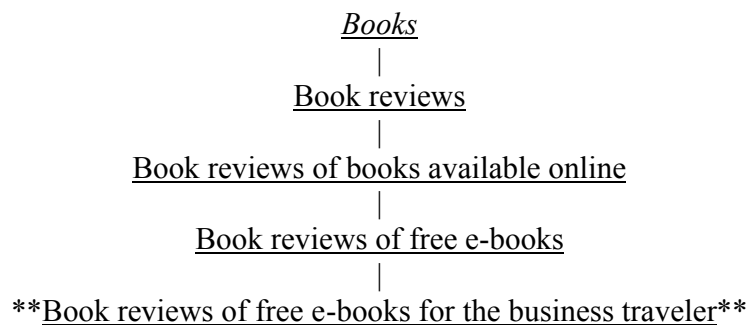 Books
|
Book reviews
|
Book reviews of books available online
|
Book reviews of free e-books
|
**Book reviews of free e-books for the business traveler**